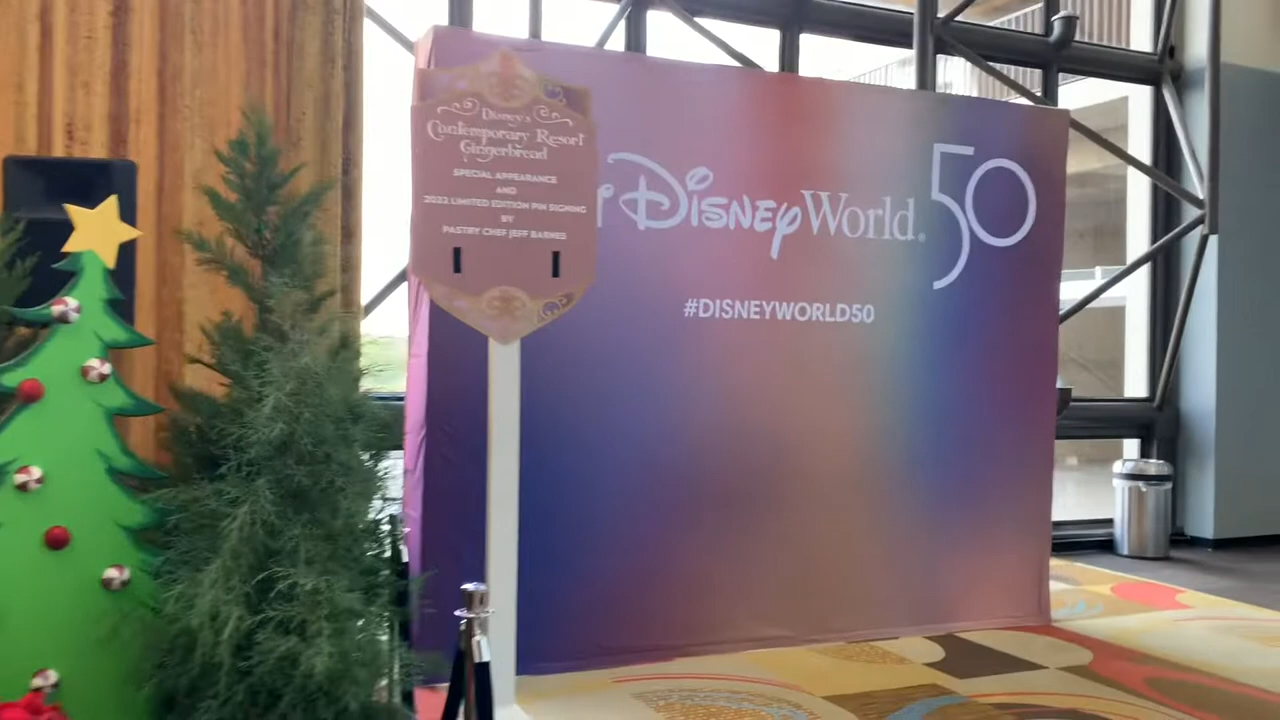 Disney's
Contemporary Resort
Gingerbread
SPECIAL APPEARANCE
AND
2022 LIMITED EDITION PIN SIGNING
BY
PASTRY CHEF JEFF BARNES
Disney World® 50
#DISNEYWORLD50